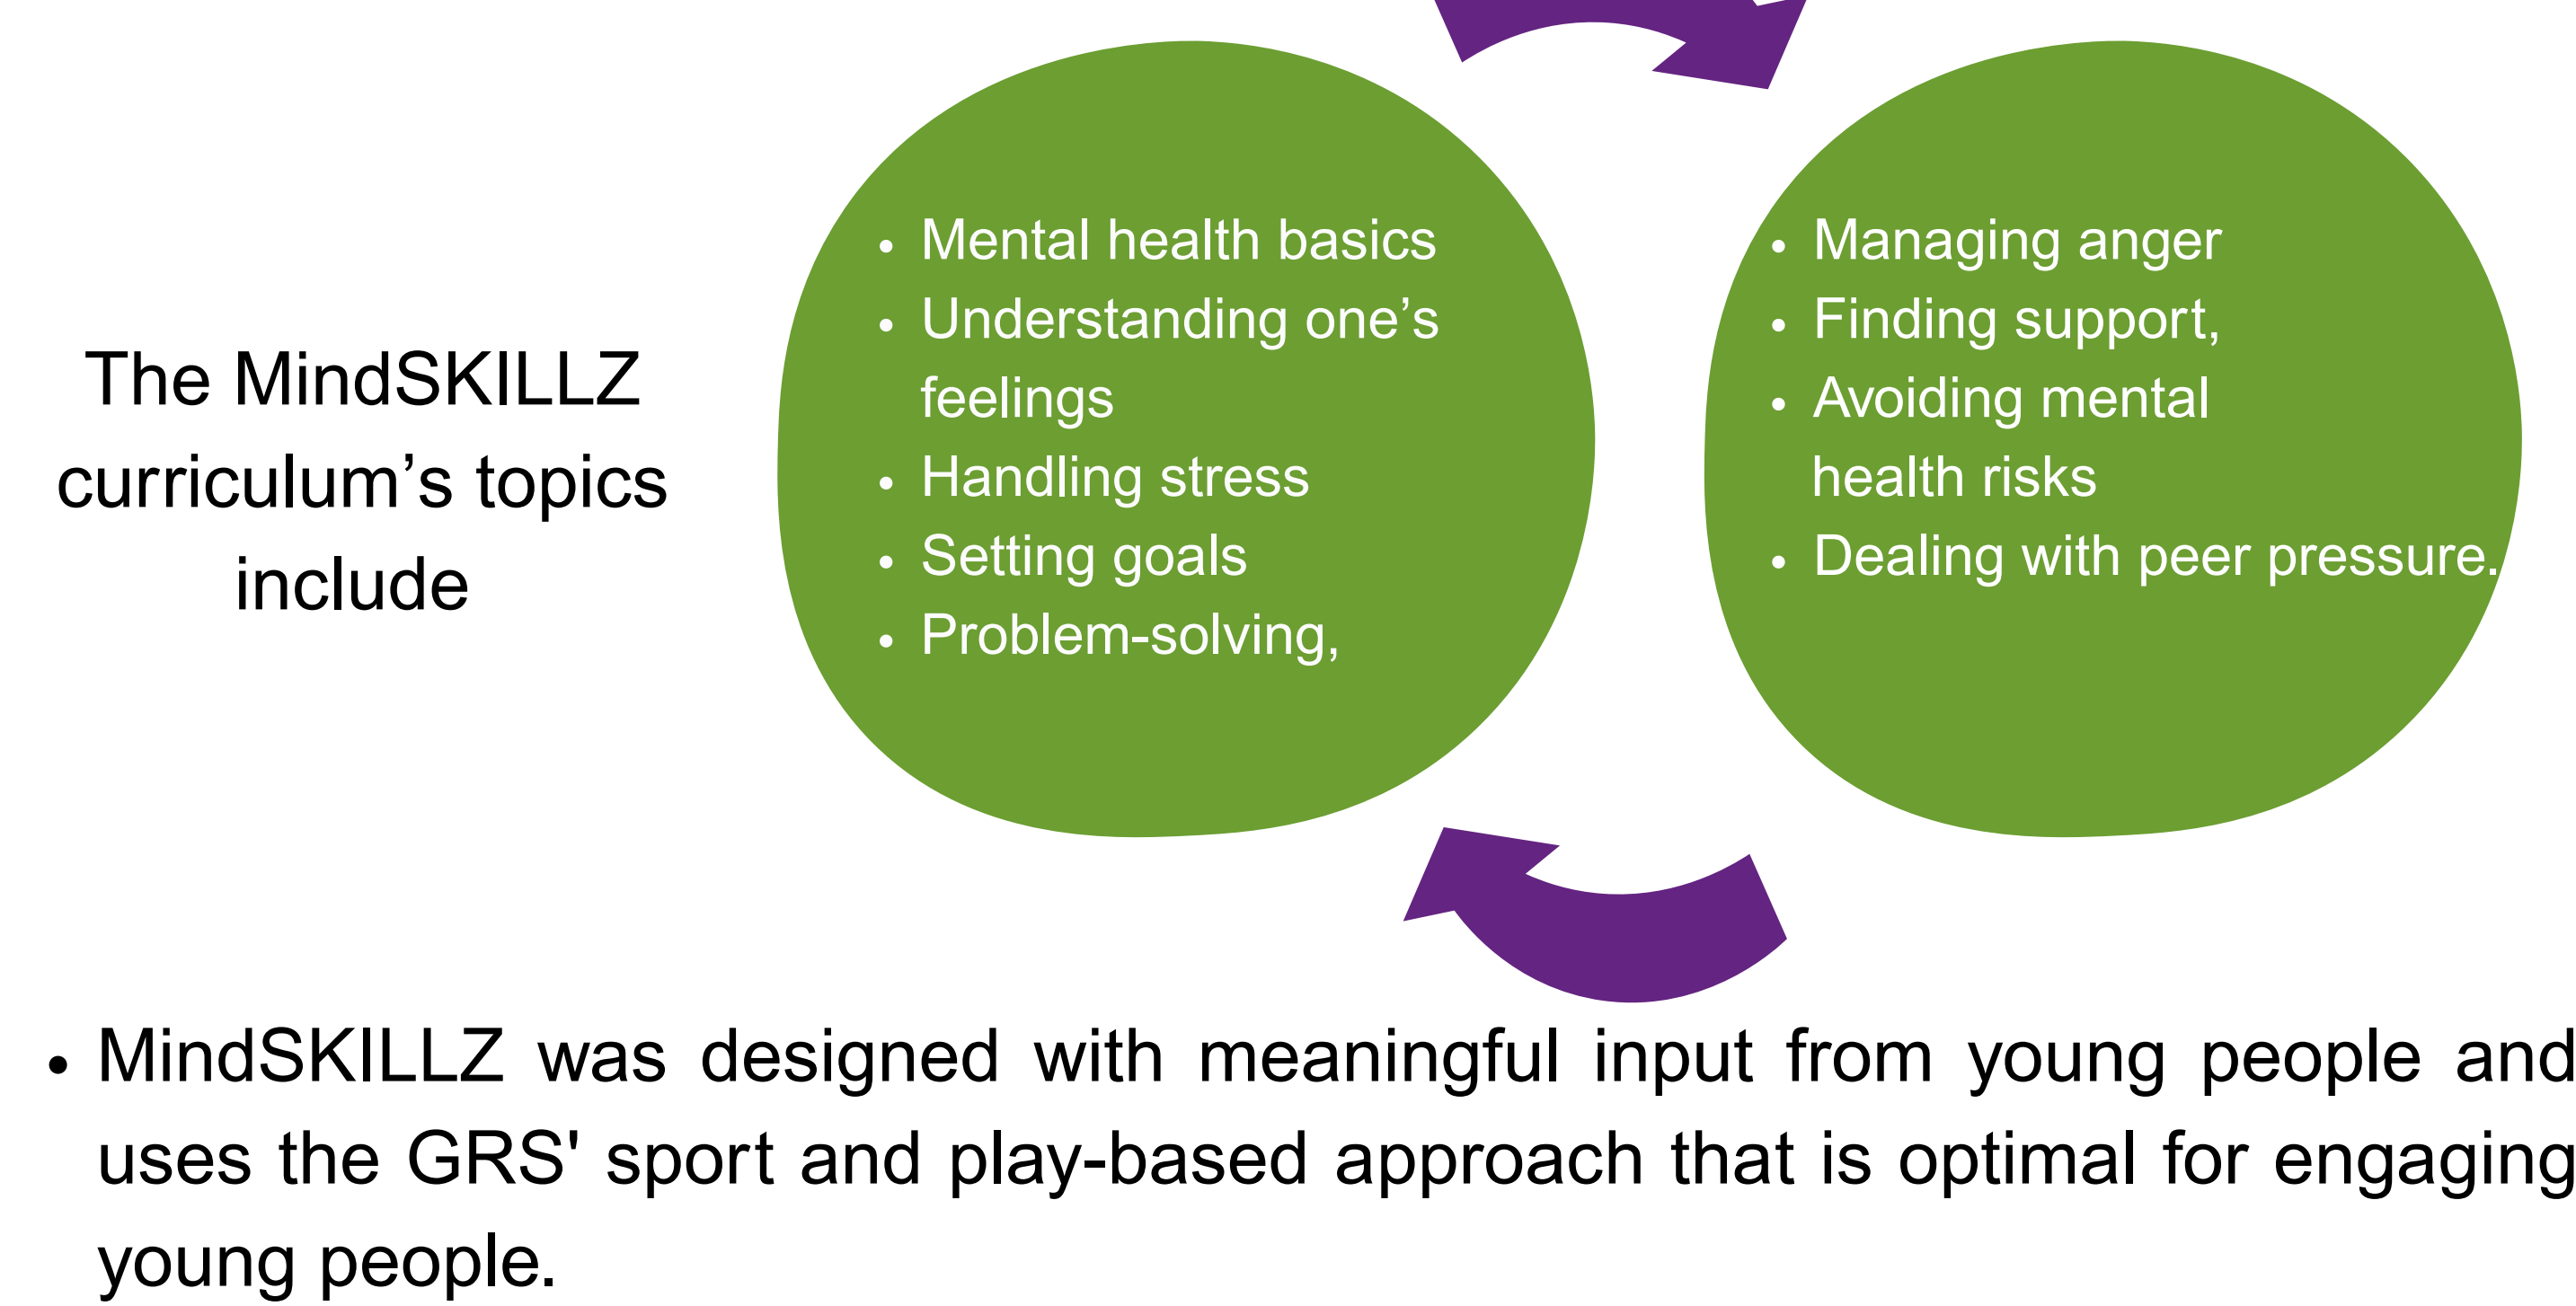 The MindSKILLZ
curriculum’s topics
include
• Mental health basics
• Understanding one’s
feelings
• Handling stress
• Setting goals
• Problem-solving,
• Managing anger
• Finding support,
• Avoiding mental
health risks
• Dealing with peer pressure.
• MindSKILLZ was designed with meaningful input from young people and
uses the GRS' sport and play-based approach that is optimal for engaging
young people.